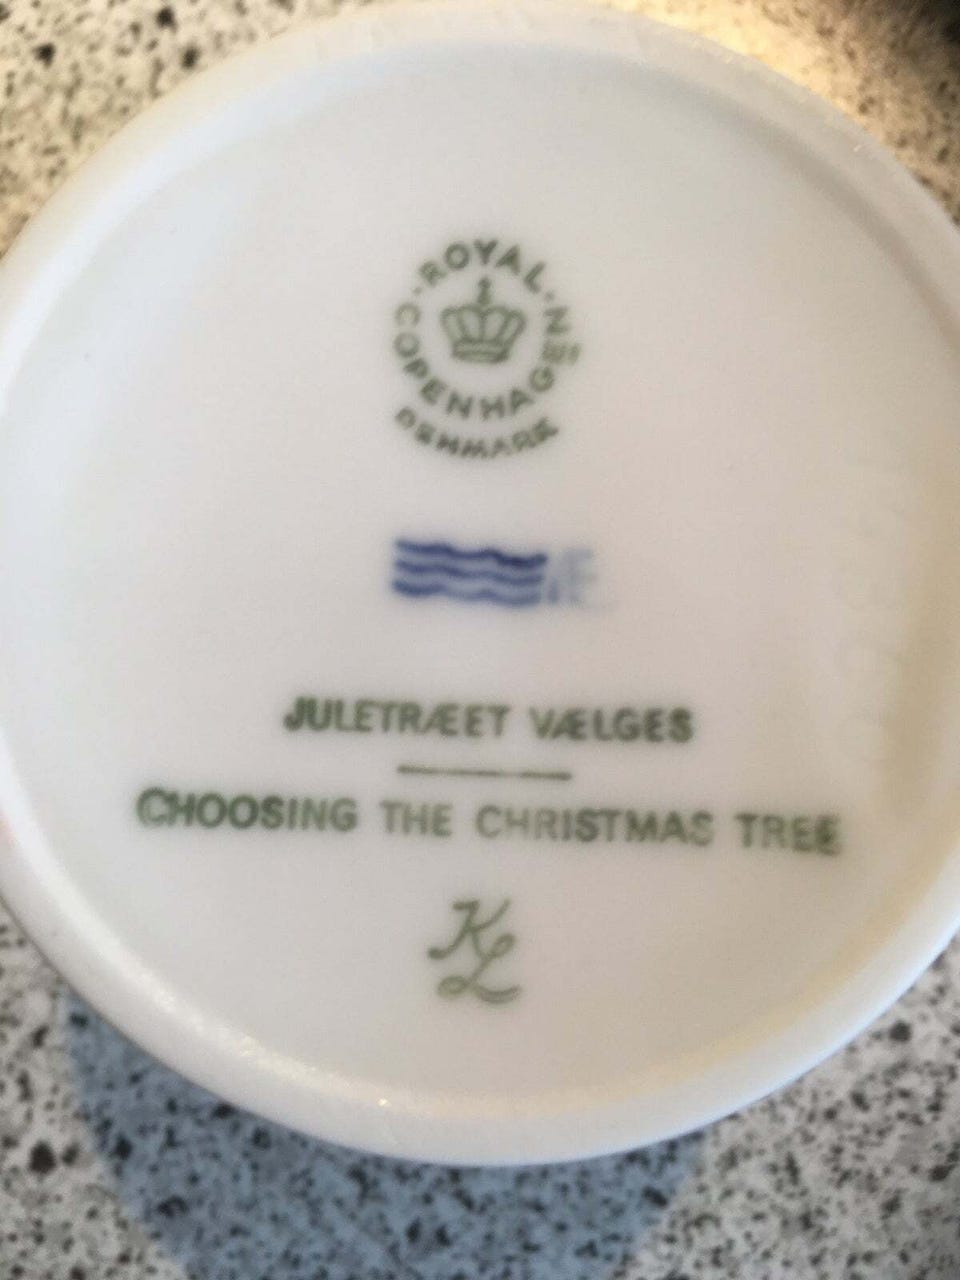 ROYAL
COPENHAGEN
DENMARK
JULETRÆET VÆLGES
CHOOSING THE CHRISTMAS TREE
KL